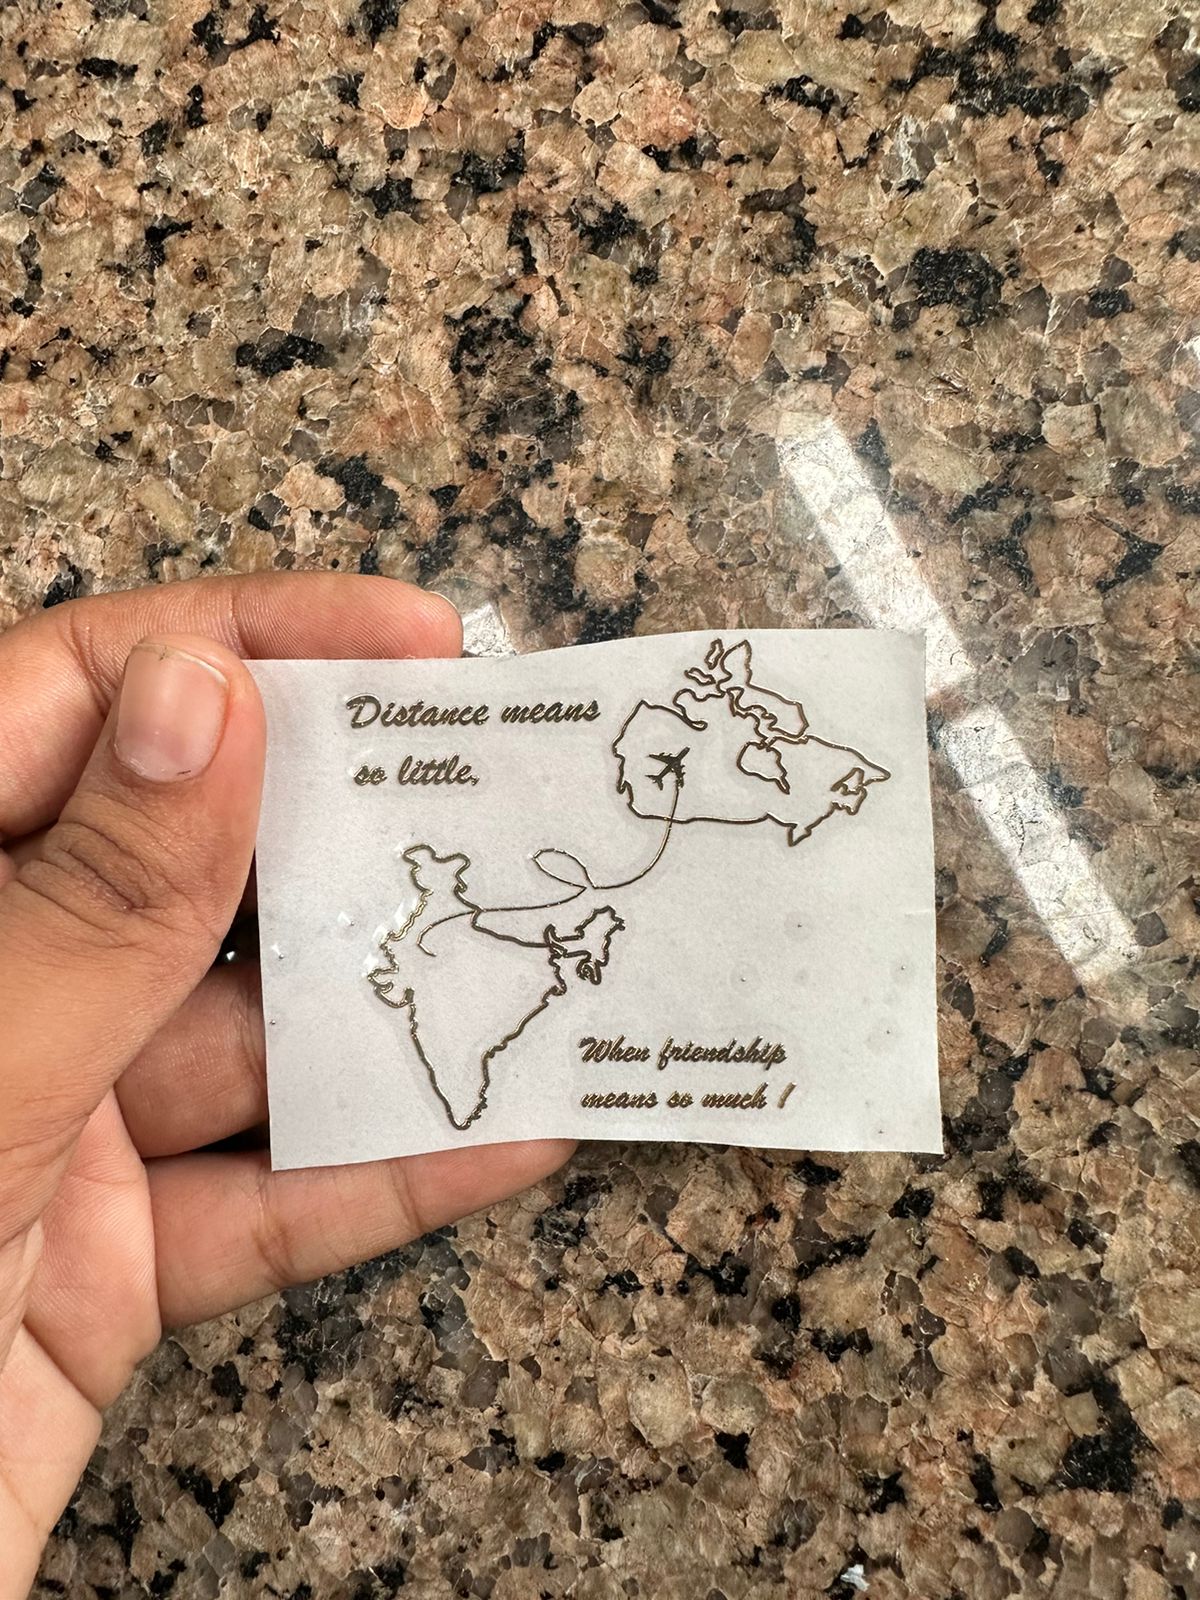 Distance means
so little,
When friendship
means so much !